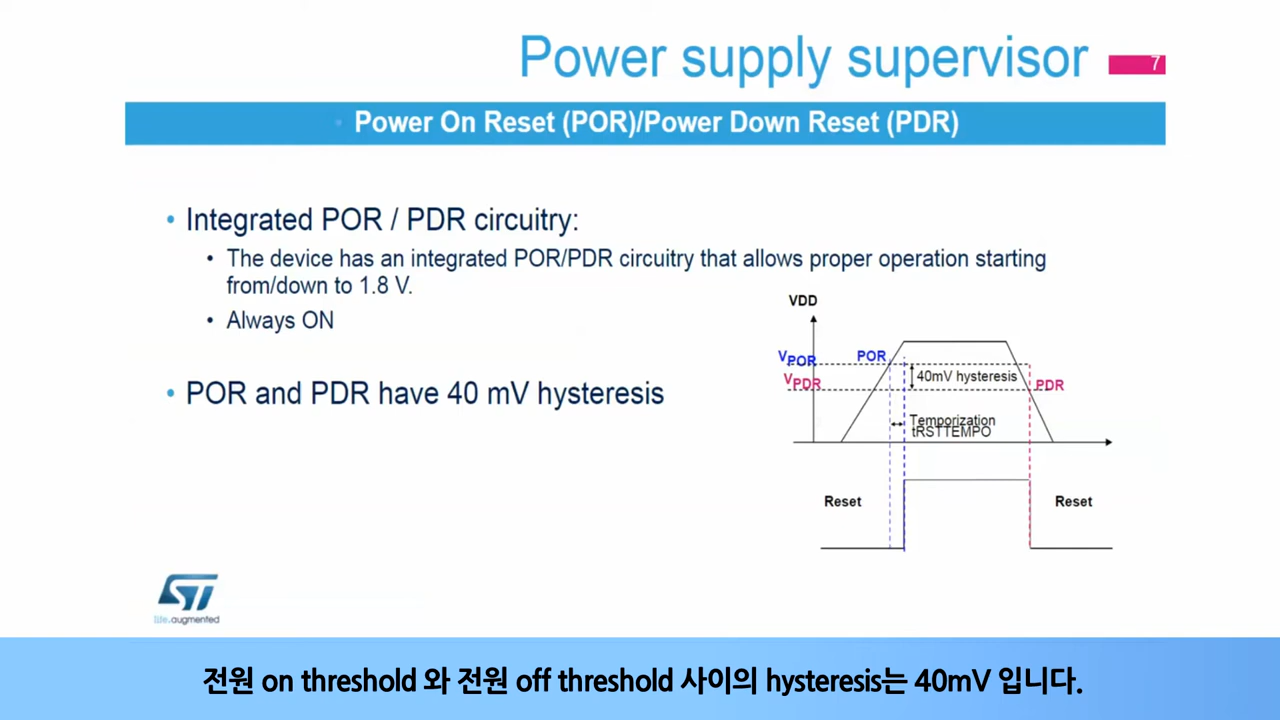 Power supply supervisor
7
Power On Reset (POR)/Power Down Reset (PDR)
• Integrated POR / PDR circuitry:
• The device has an integrated POR/PDR circuitry that allows proper operation starting
from/down to 1.8 V.
• Always ON
• POR and PDR have 40 mV hysteresis
VDD
VPOR
POR
40mV hysteresis
VPDR
PDR
Temporization
tRSTTEMPO
Reset
Reset
ST
life.augmented
전원 on threshold 와 전원 off threshold 사이의 hysteresis는 40mV 입니다.